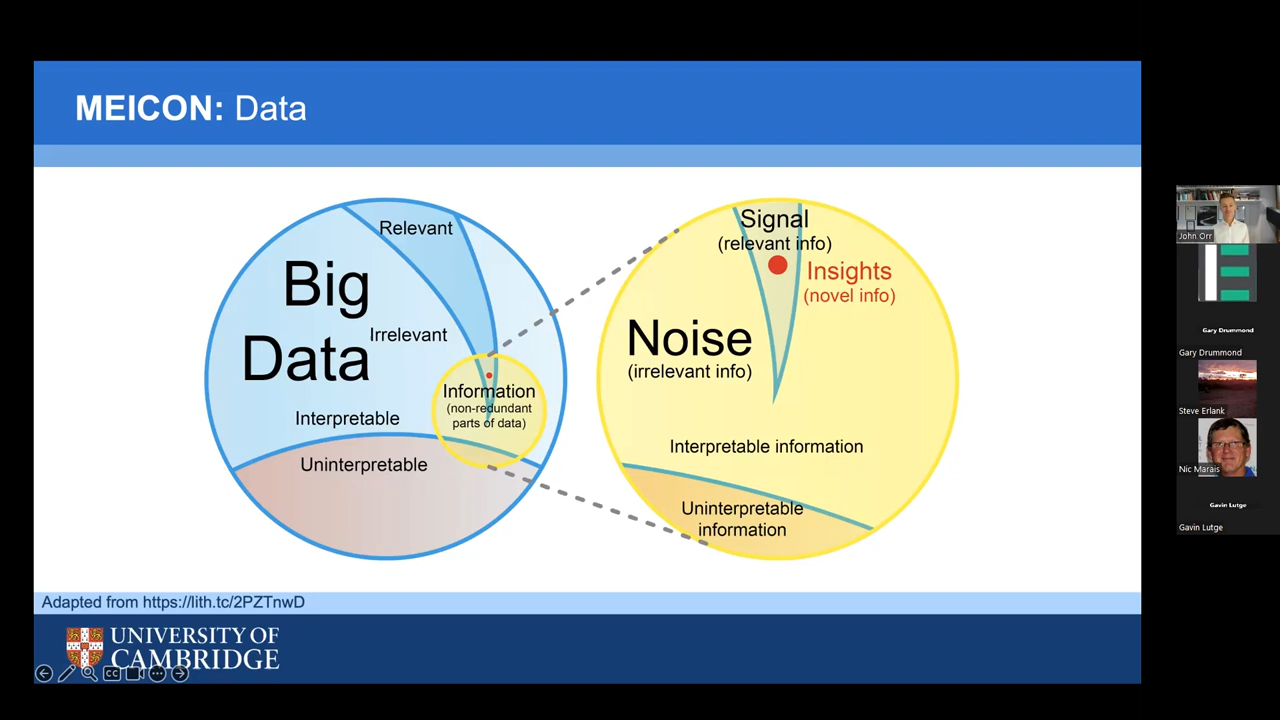 MEICON: Data
Relevant
Big
Data
Irrelevant
Interpretable
Uninterpretable
Information
(non-redundant
parts of data)
Signal
(relevant info)
Insights
(novel info)
Noise
(irrelevant info)
Interpretable information
Uninterpretable
information
Adapted from https://lith.tc/2PZTnwD
UNIVERSITY OF
CAMBRIDGE
CC
John Orr
Gary Drummond
Gary Drummond
Steve Erlank
Nic Marais
Gavin Lutge
Gavin Lutge